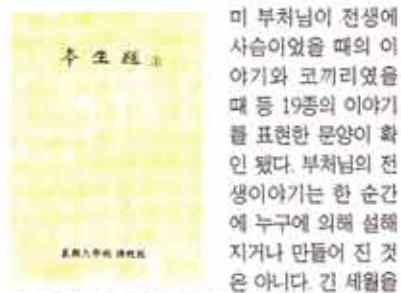 本生經 上
東國大學校
미 부처님이 전생에
사슴이었을 때의 이
야기와 코끼리였을
때 등 19종의 이야기
를 표현한 문양이 확
인 됐다. 부처님의 전
생이야기는 한 순간
에 누구에 의해 설해
지거나 만들어 진 것
은 아니다. 긴 세월을